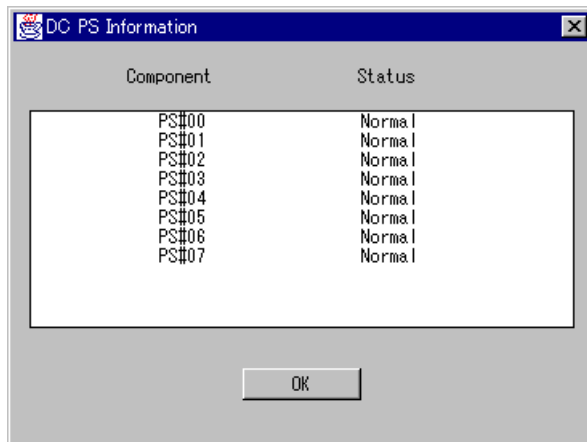 DC PS Information
Component Status
PS#00 Normal
PS#01 Normal
PS#02 Normal
PS#03 Normal
PS#04 Normal
PS#05 Normal
PS#06 Normal
PS#07 Normal
OK